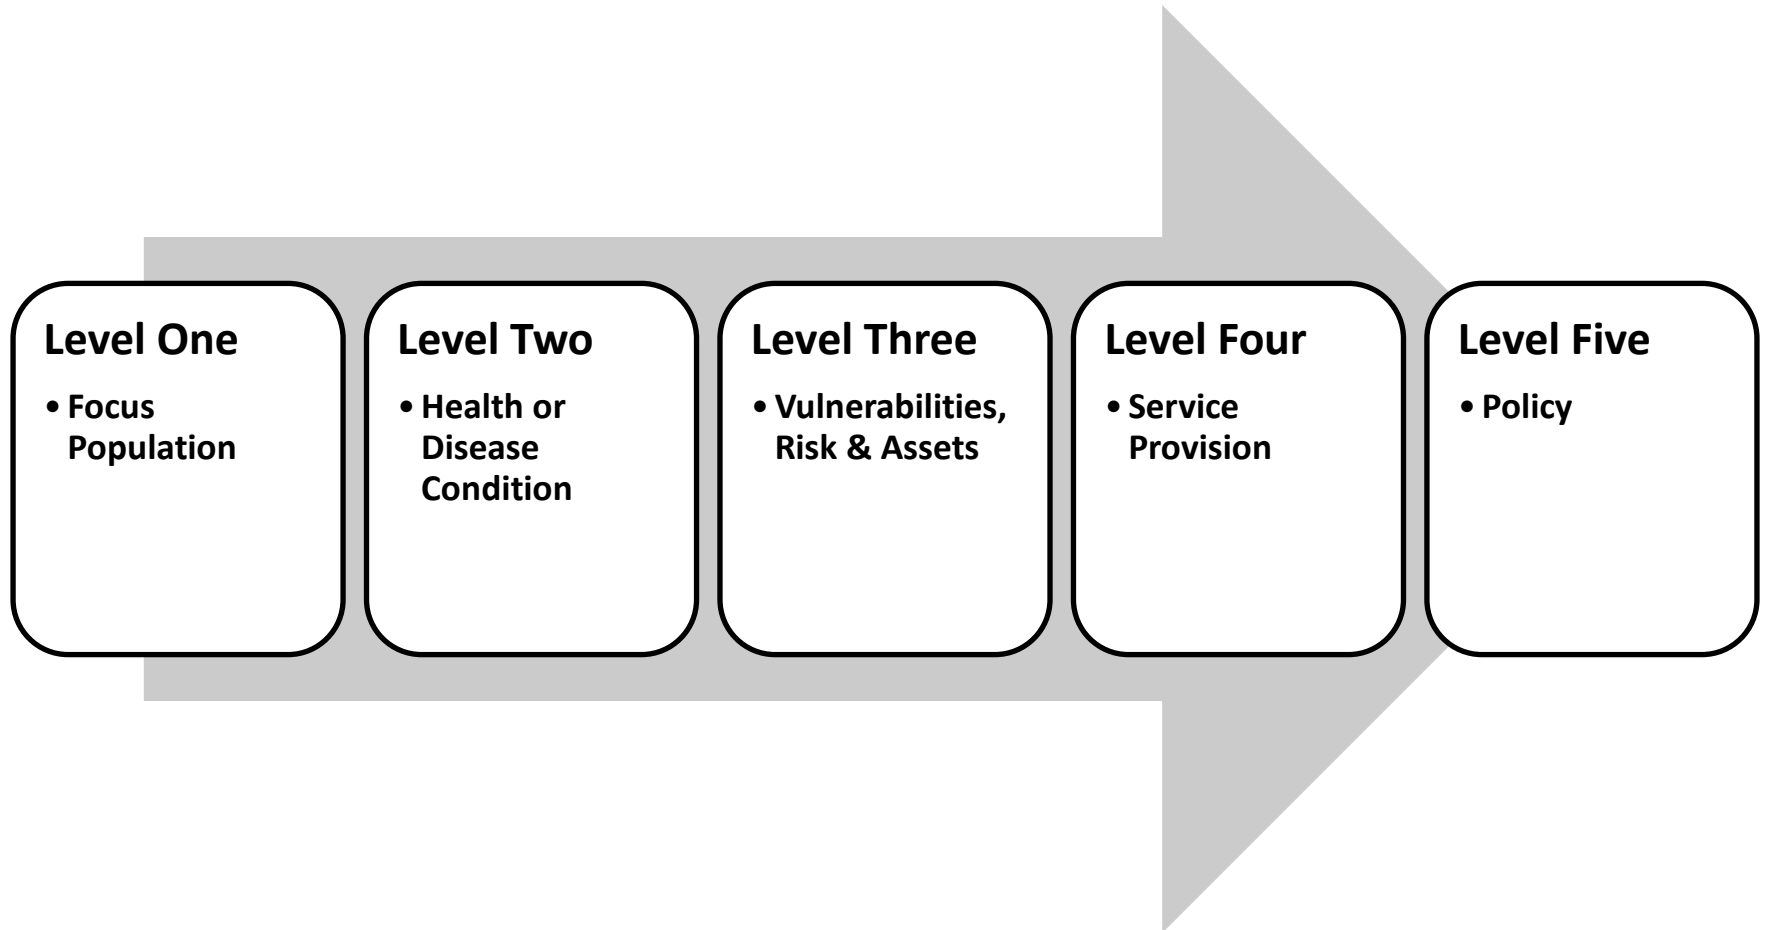 Level One
• Focus
Population
Level Two
• Health or
Disease
Condition
Level Three
• Vulnerabilities,
Risk & Assets
Level Four
• Service
Provision
Level Five
• Policy